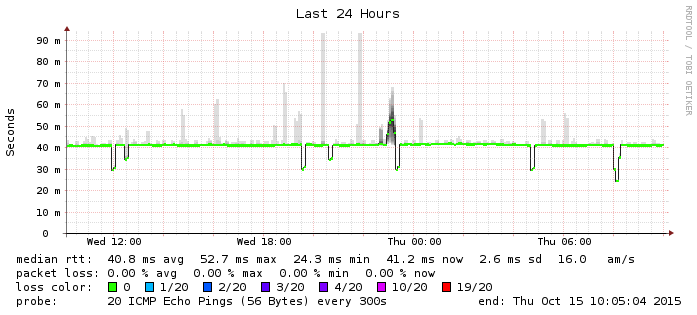 Last 24 Hours
RRDTOOL / TOBI OETIKER
Seconds
90 m
80 m
70 m
60 m
50 m
40 m
30 m
20 m
10 m
0
Wed 12:00 Wed 18:00 Thu 00:00 Thu 06:00
median rtt: 40.8 ms avg 52.7 ms max 24.3 ms min 41.2 ms now 2.6 ms sd 16.0 am/s
packet loss: 0.00 % avg 0.00 % max 0.00 % min 0.00 % now
loss color: 0 1/20 2/20 3/20 4/20 10/20 19/20
probe: 20 ICMP Echo Pings (56 Bytes) every 300s end: Thu Oct 15 10:05:04 2015